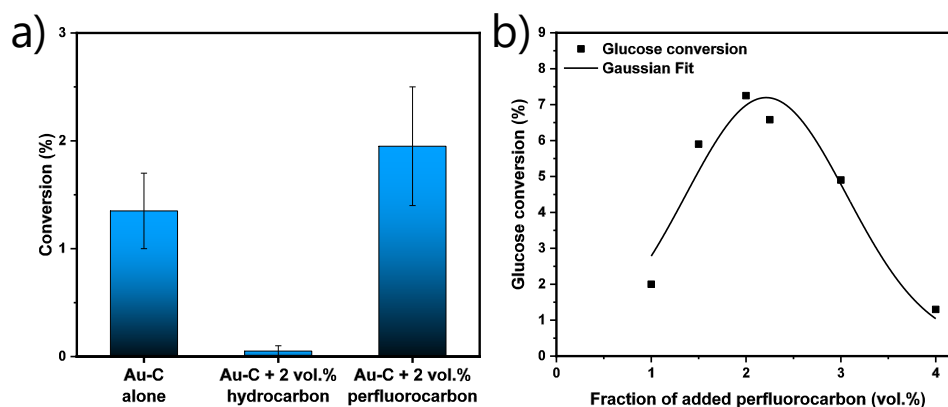 a)
3
2
1
0
Conversion (%)
Au-C
alone
Au-C + 2 vol.%
hydrocarbon
Au-C + 2 vol.%
perfluorocarbon
b)
9
8
7
6
5
4
3
2
1
0
Glucose conversion (%)
Glucose conversion
Gaussian Fit
0
1
2
3
4
Fraction of added perfluorocarbon (vol.%)